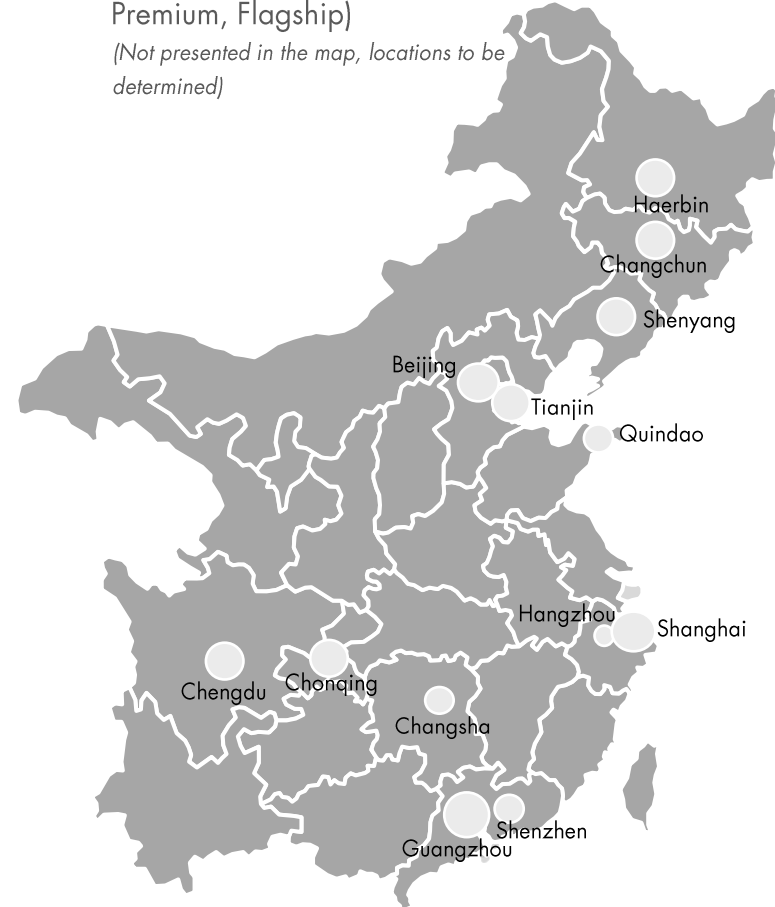 Premium, Flagship)
(Not presented in the map, locations to be
determined)
Haerbin
Changchun
Shenyang
Beijing
Tianjin
Quindao
Hangzhou
Shanghai
Chengdu
Chonqing
Changsha
Shenzhen
Guangzhou